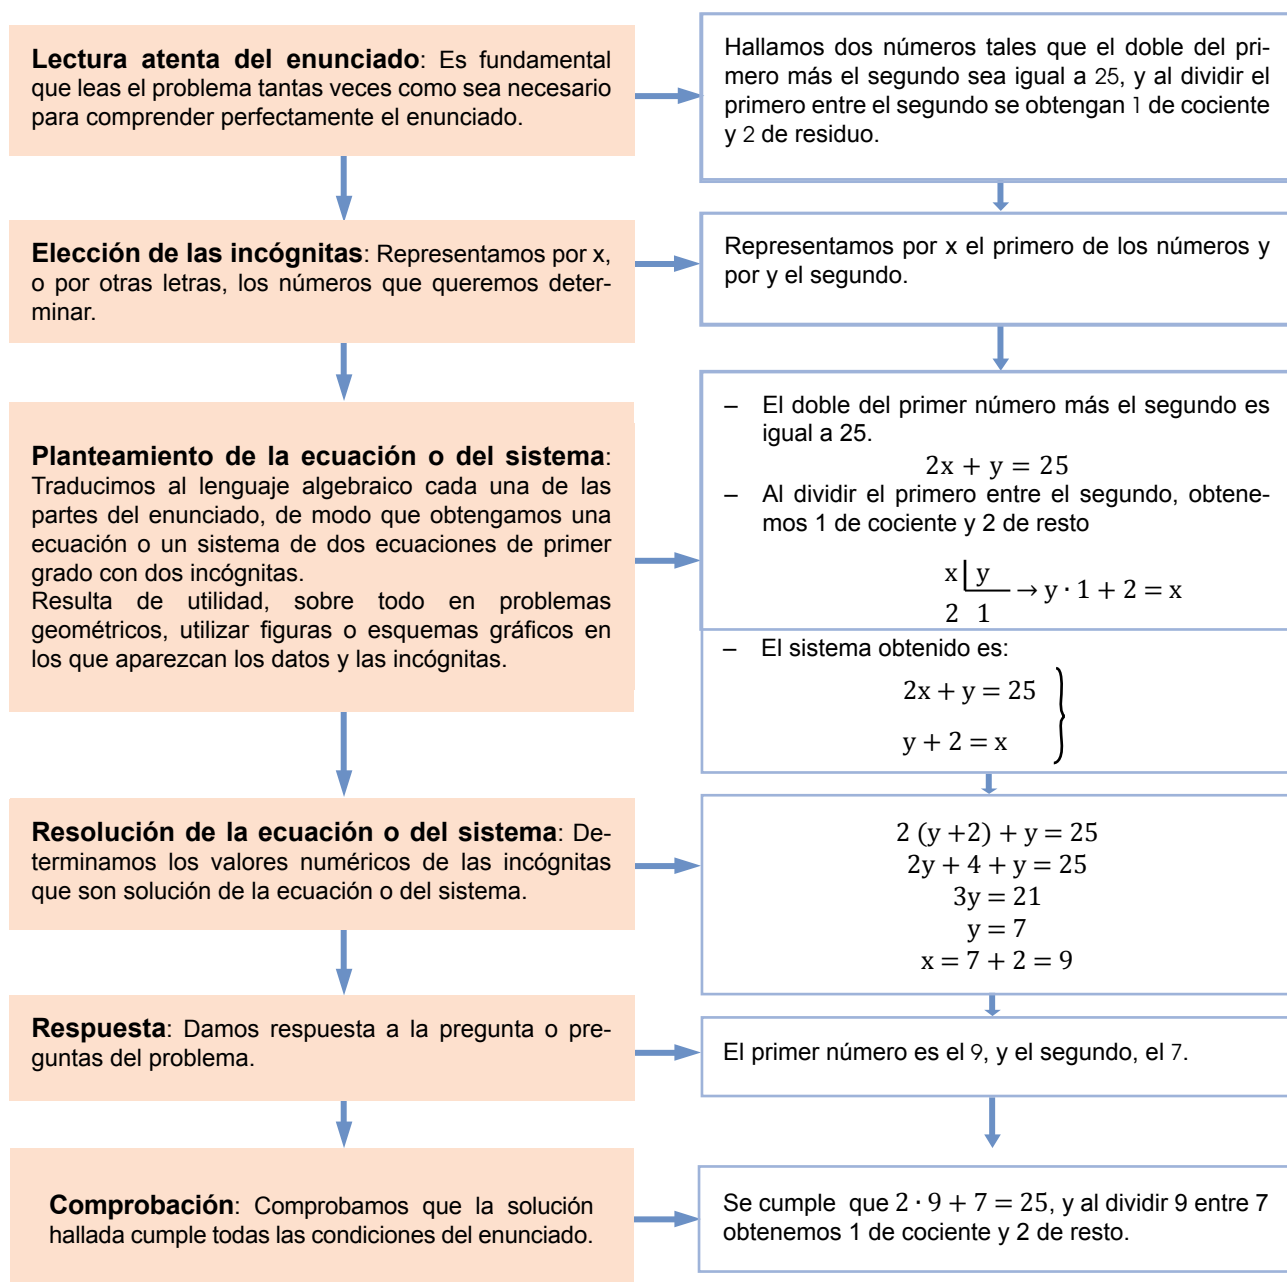 Lectura atenta del enunciado: Es fundamental
que leas el problema tantas veces como sea necesario
para comprender perfectamente el enunciado.
Hallamos dos números tales que el doble del pri-
mero más el segundo sea igual a 25, y al dividir el
primero entre el segundo se obtengan 1 de cociente
y 2 de residuo.
Elección de las incógnitas: Representamos por x,
o por otras letras, los números que queremos deter-
minar.
Representamos por x el primero de los números y
por y el segundo.
Planteamiento de la ecuación o del sistema:
Traducimos al lenguaje algebraico cada una de las
partes del enunciado, de modo que obtengamos una
ecuación o un sistema de dos ecuaciones de primer
grado con dos incógnitas.
Resulta de utilidad, sobre todo en problemas
geométricos, utilizar figuras o esquemas gráficos en
los que aparezcan los datos y las incógnitas.
– El doble del primer número más el segundo es
igual a 25.
2x + y = 25
– Al dividir el primero entre el segundo, obtene-
mos 1 de cociente y 2 de resto
x y
→ y · 1 + 2 = x
2 1
– El sistema obtenido es:
2x + y = 25
y + 2 = x
Resolución de la ecuación o del sistema: De-
terminamos los valores numéricos de las incógnitas
que son solución de la ecuación o del sistema.
2 (y +2) + y = 25
2y + 4 + y = 25
3y = 21
y = 7
x = 7 + 2 = 9
Respuesta: Damos respuesta a la pregunta o pre-
guntas del problema.
El primer número es el 9, y el segundo, el 7.
Comprobación: Comprobamos que la solución
hallada cumple todas las condiciones del enunciado.
Se cumple que 2 · 9 + 7 = 25, y al dividir 9 entre 7
obtenemos 1 de cociente y 2 de resto.